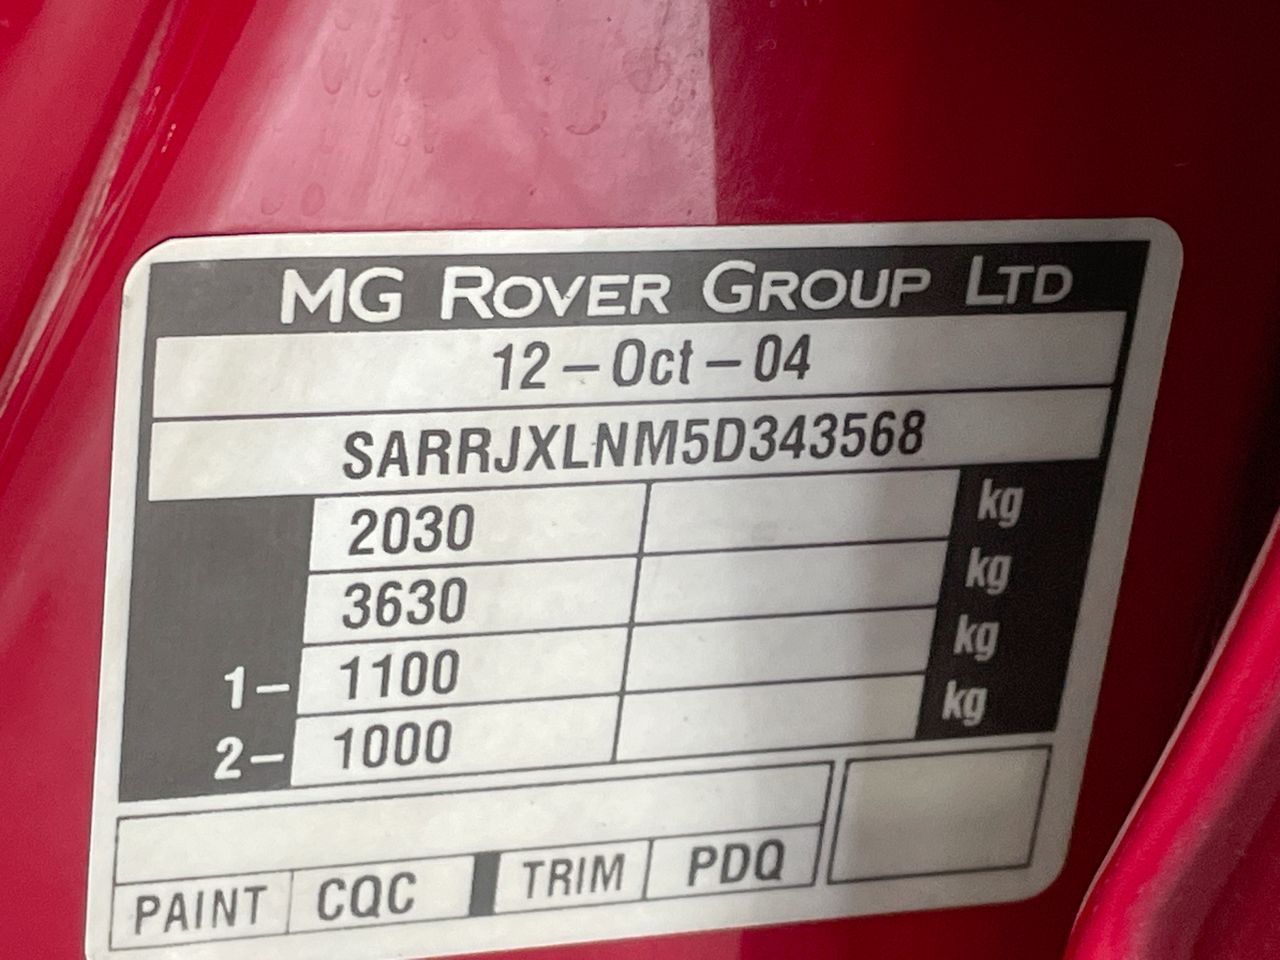 MG ROVER GROUP LTD
12-Oct-04
SARRJXLNM5D343568
2030 kg
3630 kg
1- 1100 kg
2- 1000 kg
PAINT CQC TRIM PDQ